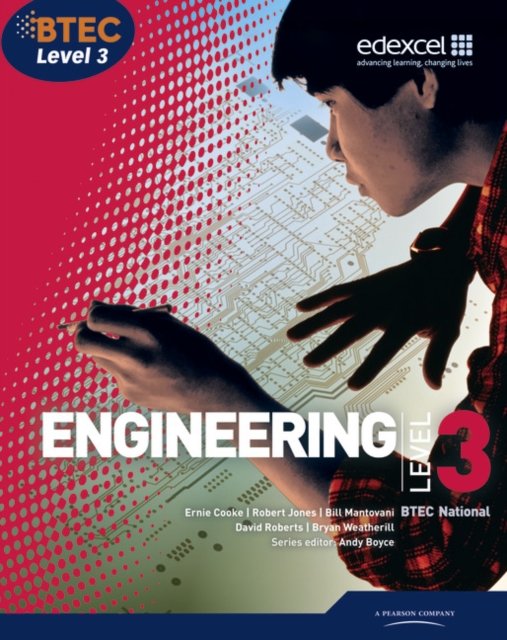 BTEC
Level 3
edexcel
advancing learning, changing lives
ENGINEERING
LEVEL 3
Ernie Cooke | Robert Jones | Bill Mantovani
BTEC National
David Roberts | Bryan Weatherill
Series editor: Andy Boyce
A PEARSON COMPANY